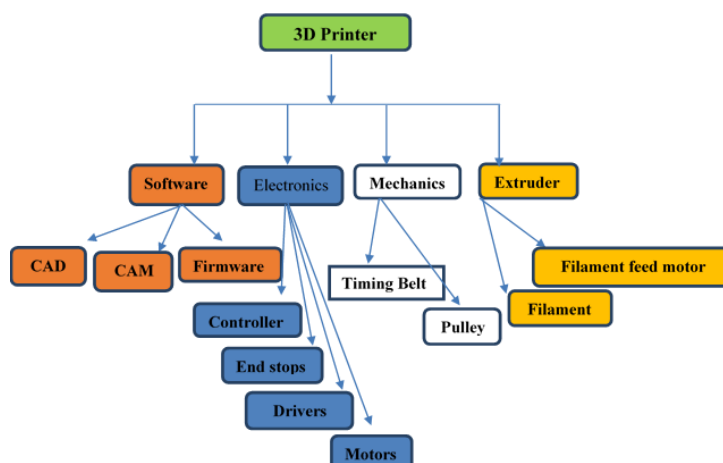 3D Printer
Software
Electronics
Mechanics
Extruder
CAD
CAM
Firmware
Timing Belt
Filament feed motor
Controller
Pulley
Filament
End stops
Drivers
Motors